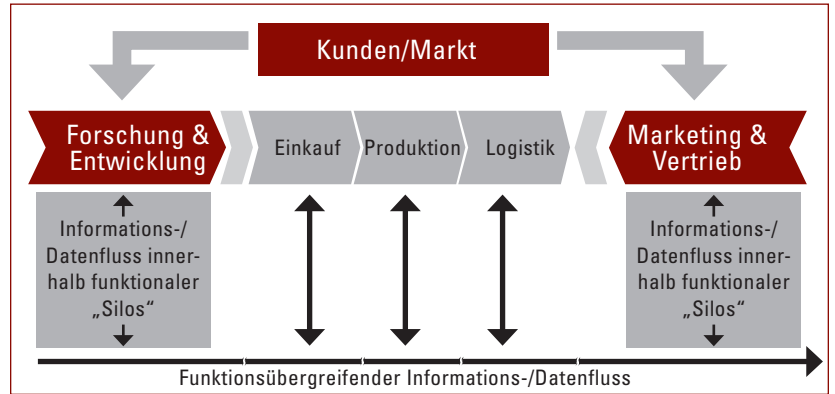 Kunden/Markt
Forschung &
Entwicklung
Einkauf
Produktion
Logistik
Marketing &
Vertrieb
Informations-/
Datenfluss inner-
halb funktionaler
„Silos“
Informations-/
Datenfluss inner-
halb funktionaler
„Silos“
Funktionsübergreifender Informations-/Datenfluss